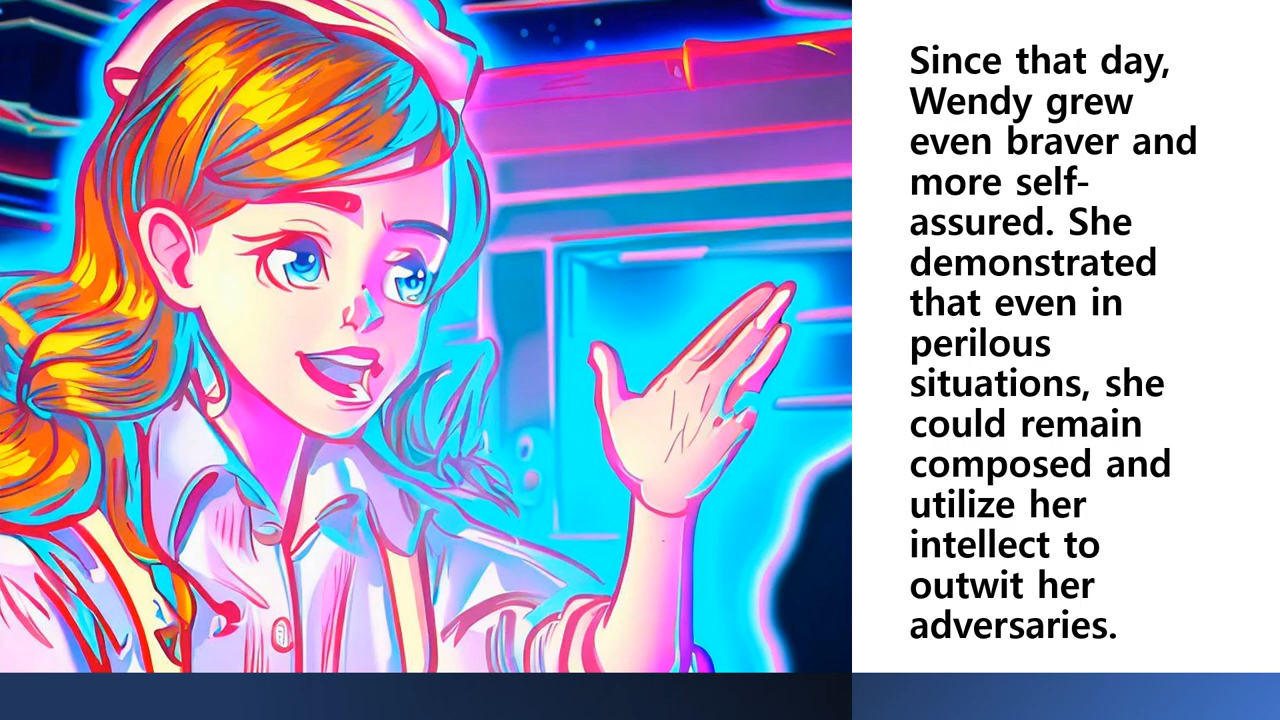 Since that day,
Wendy grew
even braver and
more self-
assured. She
demonstrated
that even in
perilous
situations, she
could remain
composed and
utilize her
intellect to
outwit her
adversaries.